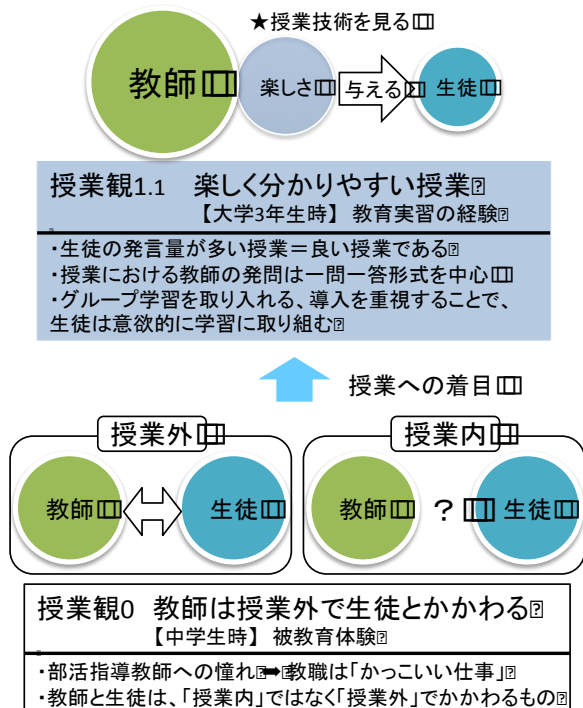 ★授業技術を見る
教師
楽しさ
与える
生徒
授業観1.1 楽しく分かりやすい授業
【大学3年生時】 教育実習の経験
・生徒の発言量が多い授業＝良い授業である
・授業における教師の発問は一問一答形式を中心
・グループ学習を取り入れる、導入を重視することで、
生徒は意欲的に学習に取り組む
授業への着目
授業外
授業内
教師
生徒
教師
？
生徒
授業観0 教師は授業外で生徒とかかわる
【中学生時】 被教育体験
・部活指導教師への憧れ➡教職は「かっこいい仕事」
・教師と生徒は、「授業内」ではなく「授業外」でかかわるもの